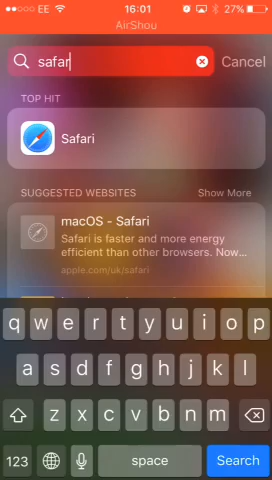 EE 16:01 27%
AirShou
safar Cancel
TOP HIT
Safari
SUGGESTED WEBSITES Show More
macOS - Safari
Safari is faster and more energy
efficient than other browsers. Now...
apple.com/uk/safari
q w e r t y u i o p
a s d f g h j k l
z x c v b n m
123 space Search